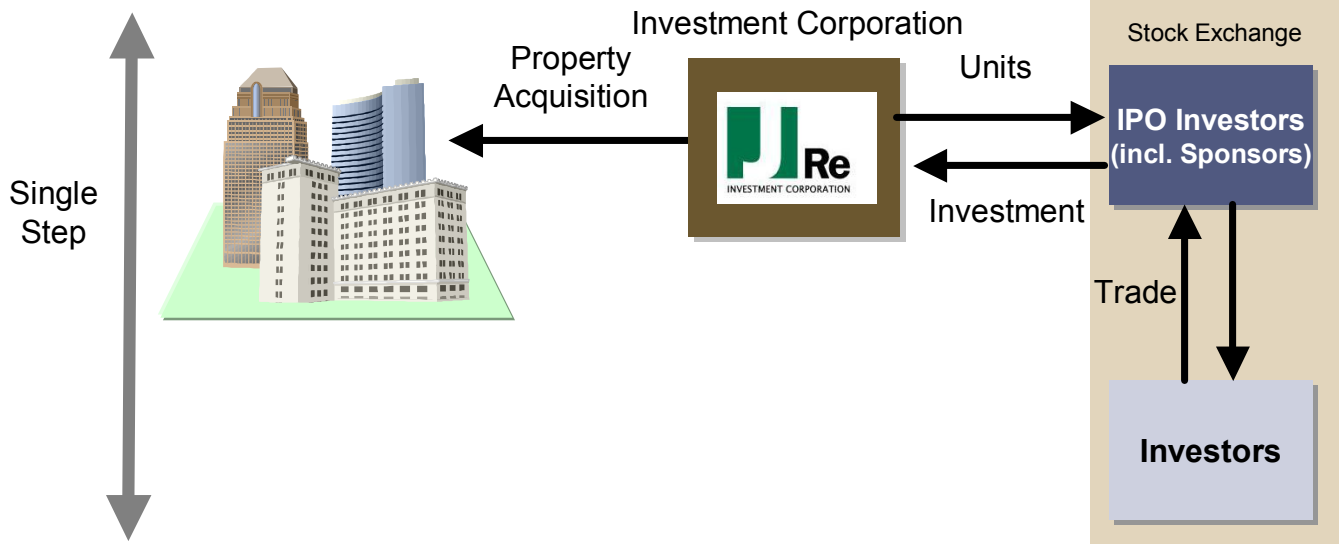 Single
Step
Property
Acquisition
Investment Corporation
PJ Re
INVESTMENT CORPORATION
Units
Investment
Stock Exchange
IPO Investors
(incl. Sponsors)
Trade
Investors